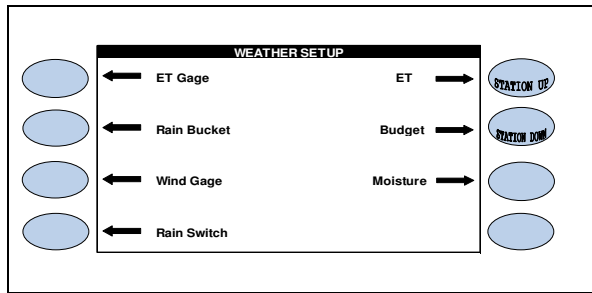 WEATHER SETUP
ET Gage
ET
STATION UP
Rain Bucket
Budget
STATION DOWN
Wind Gage
Moisture
Rain Switch